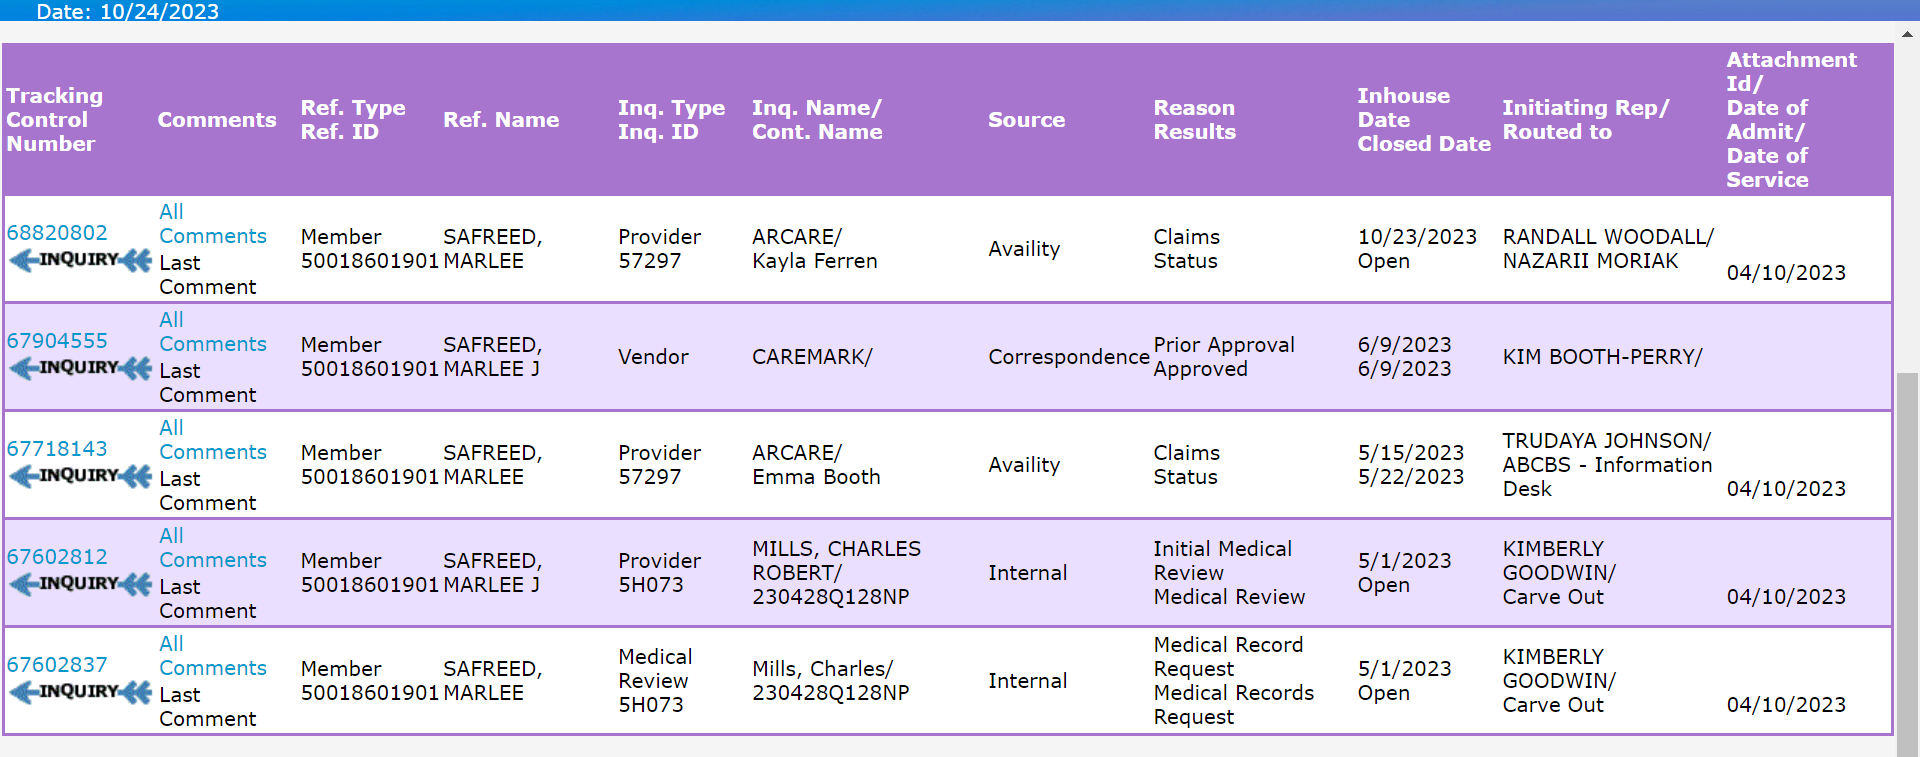 Date: 10/24/2023
Tracking
Control
Number
Comments
Ref. Type
Ref. ID
Ref. Name
Inq. Type
Inq. ID
Inq. Name/
Cont. Name
Source
Reason
Results
Inhouse
Date
Closed Date
Initiating Rep/
Routed to
Attachment
Id/
Date of
Admit/
Date of
Service
68820802
INQUIRY
All
Comments
Last
Comment
Member
50018601901
SAFREED,
MARLEE
Provider
57297
ARCARE/
Kayla Ferren
Availity
Claims
Status
10/23/2023
Open
RANDALL WOODALL/
NAZARII MORIAK
04/10/2023
67904555
INQUIRY
All
Comments
Last
Comment
Member
50018601901
SAFREED,
MARLEE J
Vendor
CAREMARK/
Correspondence
Prior Approval
Approved
6/9/2023
6/9/2023
KIM BOOTH-PERRY/
67718143
INQUIRY
All
Comments
Last
Comment
Member
50018601901
SAFREED,
MARLEE
Provider
57297
ARCARE/
Emma Booth
Availity
Claims
Status
5/15/2023
5/22/2023
TRUDAYA JOHNSON/
ABCBS - Information
Desk
04/10/2023
67602812
INQUIRY
All
Comments
Last
Comment
Member
50018601901
SAFREED,
MARLEE J
Provider
5H073
MILLS, CHARLES
ROBERT/
230428Q128NP
Internal
Initial Medical
Review
Medical Review
5/1/2023
Open
KIMBERLY
GOODWIN/
Carve Out
04/10/2023
67602837
INQUIRY
All
Comments
Last
Comment
Member
50018601901
SAFREED,
MARLEE
Medical
Review
5H073
Mills, Charles/
230428Q128NP
Internal
Medical Record
Request
Medical Records
Request
5/1/2023
Open
KIMBERLY
GOODWIN/
Carve Out
04/10/2023